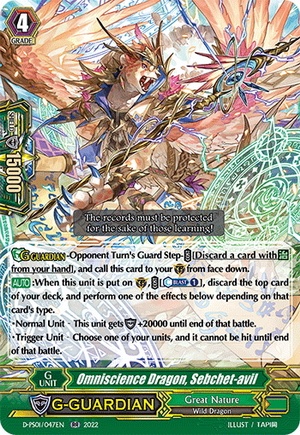 4
GRADE
15000
The records must be protected
for the sake of those learning!
G GUARDIAN -Opponent Turn's Guard Step- [Discard a card with
from your hand], and call this card to your G from face down.
AUTO :When this unit is put on G, [G BLAST 1], discard the top card
of your deck, and perform one of the effects below depending on that
card's type.
・Normal Unit - This unit gets +20000 until end of that battle.
・Trigger Unit - Choose one of your units, and it cannot be hit until end
of that battle.
G
UNIT
Omniscience Dragon, Sebchet-avil
G-GUARDIAN
Great Nature
Wild Dragon
D-PS01/047EN RR 2022
ILLUST / TAPI岡